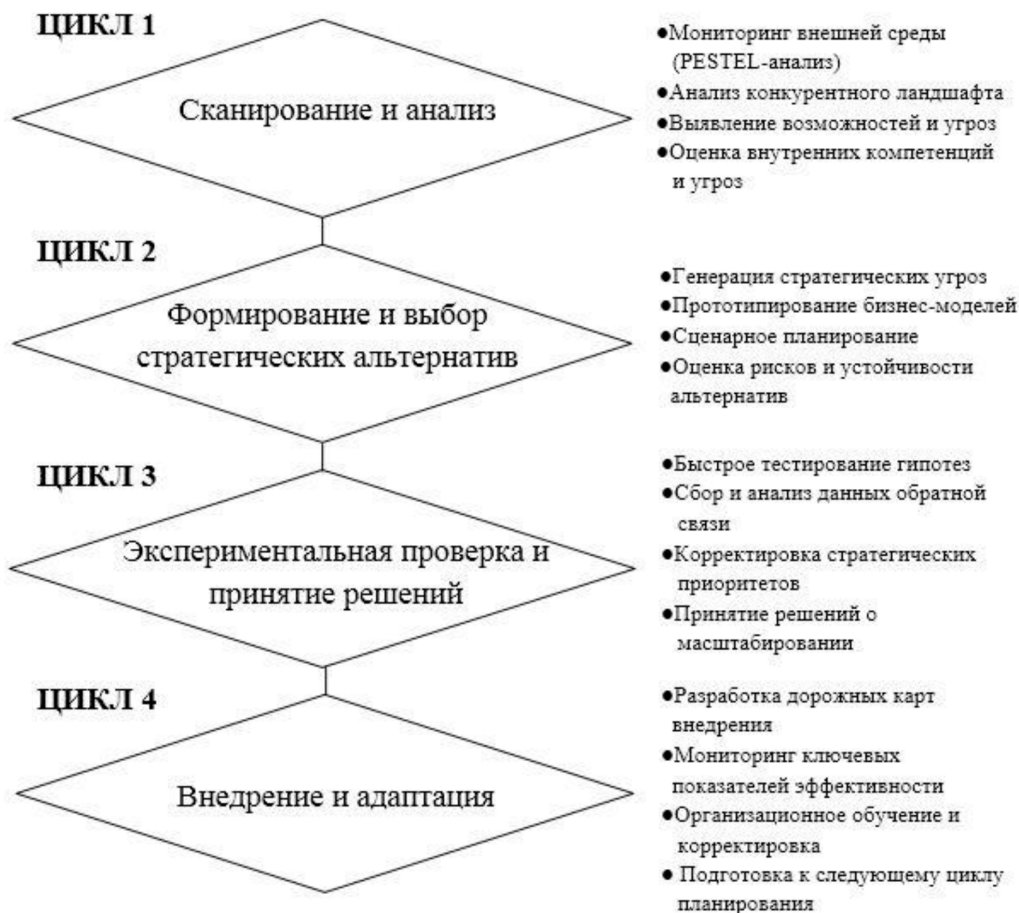 ЦИКЛ 1
Сканирование и анализ
●Мониторинг внешней среды
(PESTEL-анализ)
●Анализ конкурентного ландшафта
●Выявление возможностей и угроз
●Оценка внутренних компетенций
и угроз
ЦИКЛ 2
Формирование и выбор
стратегических альтернатив
●Генерация стратегических угроз
●Прототипирование бизнес-моделей
●Сценарное планирование
●Оценка рисков и устойчивости
альтернатив
ЦИКЛ 3
Экспериментальная проверка и
принятие решений
●Быстрое тестирование гипотез
●Сбор и анализ данных обратной
связи
●Корректировка стратегических
приоритетов
●Принятие решений о
масштабировании
ЦИКЛ 4
Внедрение и адаптация
●Разработка дорожных карт
внедрения
●Мониторинг ключевых
показателей эффективности
●Организационное обучение и
корректировка
● Подготовка к следующему циклу
планирования